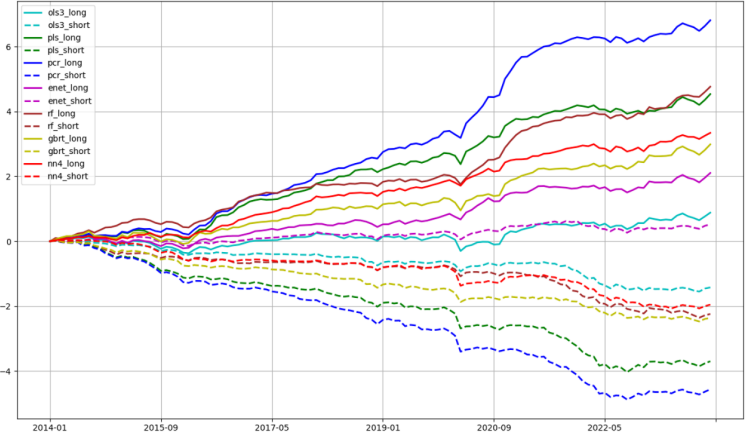 ols3_long
ols3_short
pls_long
pls_short
pcr_long
pcr_short
enet_long
enet_short
rf_long
rf_short
gbrt_long
gbrt_short
nn4_long
nn4_short
6
4
2
0
−2
−4
2014-01
2015-09
2017-05
2019-01
2020-09
2022-05